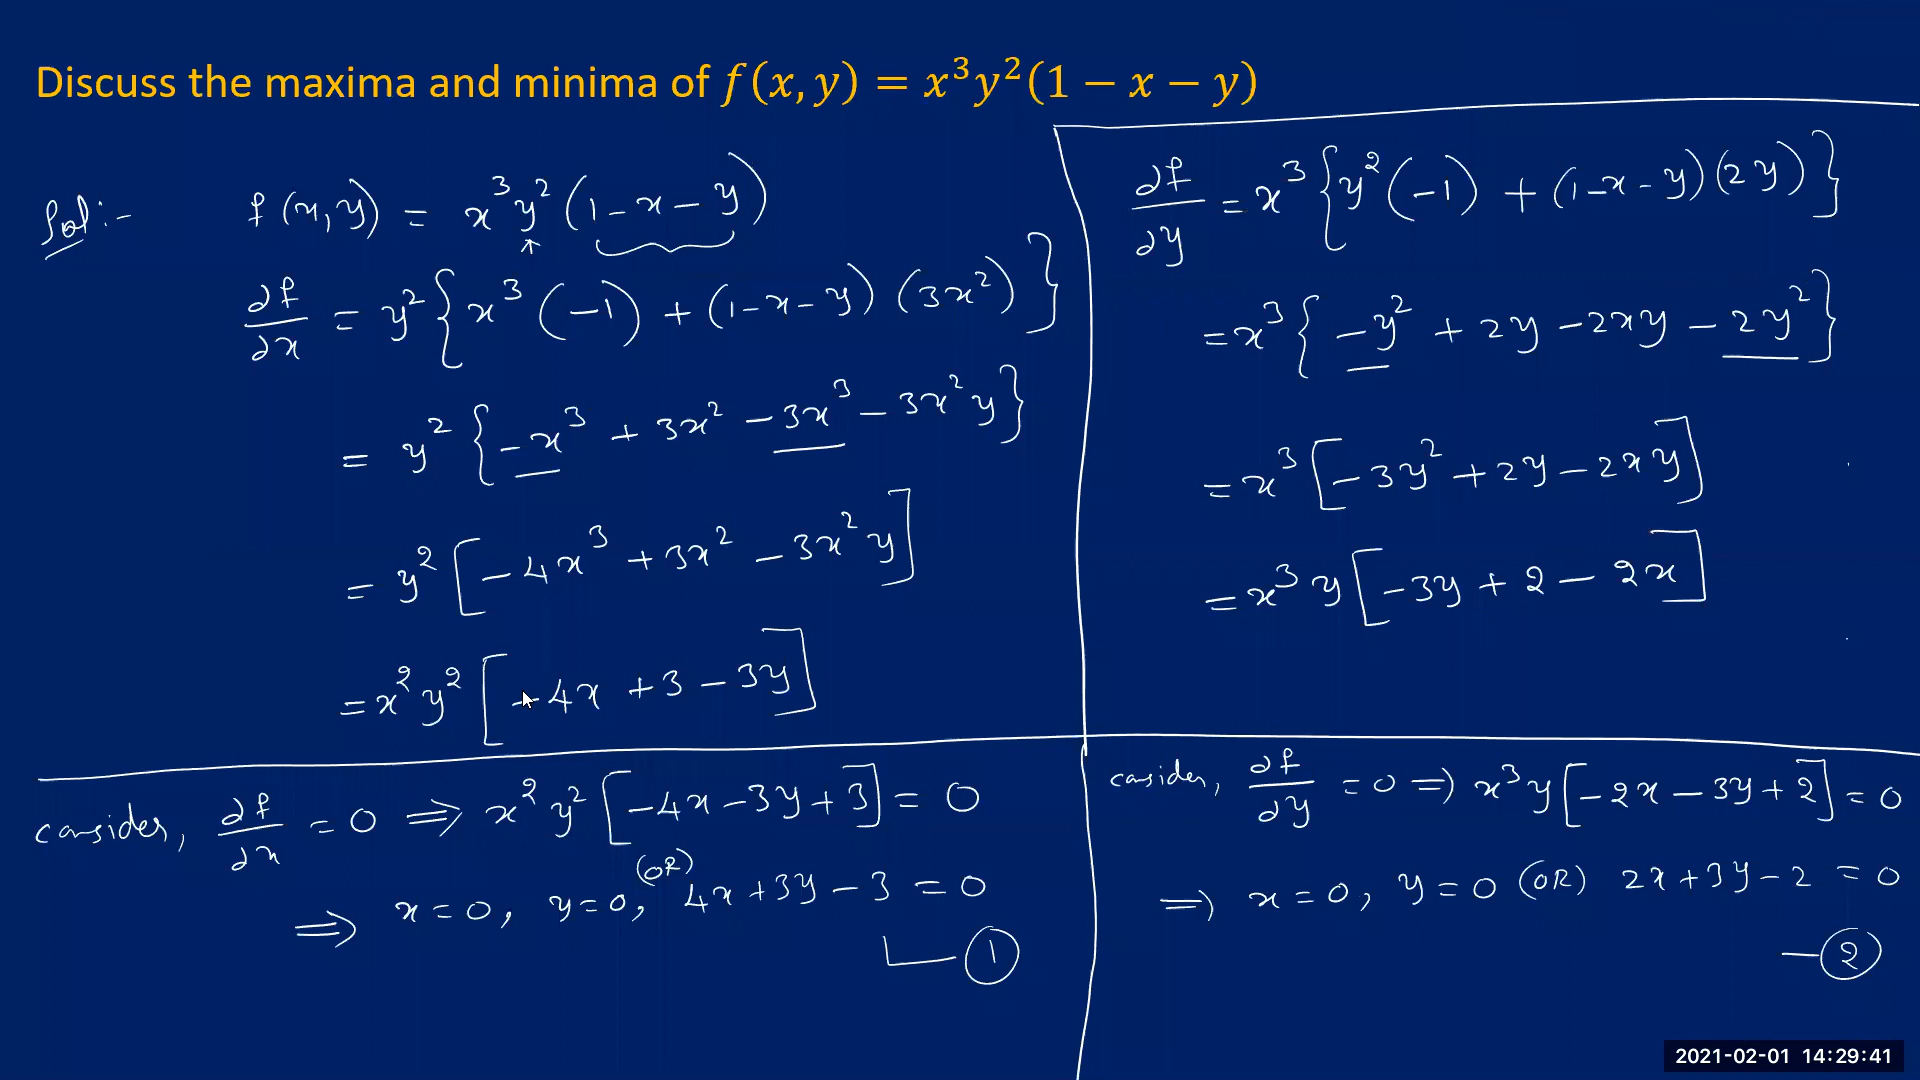 Discuss the maxima and minima of f(x, y) = x³y²(1 − x − y)
Sol:- f(x,y) = x³y²(1-x-y)
↑
∂f/∂x = y²{x³(-1) + (1-x-y)(3x²)}
= y²{-x³ + 3x² - 3x³ - 3x²y}
= y²[-4x³ + 3x² - 3x²y]
= x²y²[-4x + 3 - 3y]
∂f/∂y = x³{y²(-1) + (1-x-y)(2y)}
= x³{-y² + 2y - 2xy - 2y²}
= x³[-3y² + 2y - 2xy]
= x³y[-3y + 2 - 2x]
consider, ∂f/∂x = 0 ⇒ x²y²[-4x - 3y + 3] = 0
⇒ x = 0, y = 0, (OR) 4x + 3y - 3 = 0
— ①
consider, ∂f/∂y = 0 ⇒ x³y[-2x - 3y + 2] = 0
⇒ x = 0, y = 0 (OR) 2x + 3y - 2 = 0
— ②
2021-02-01 14:29:41